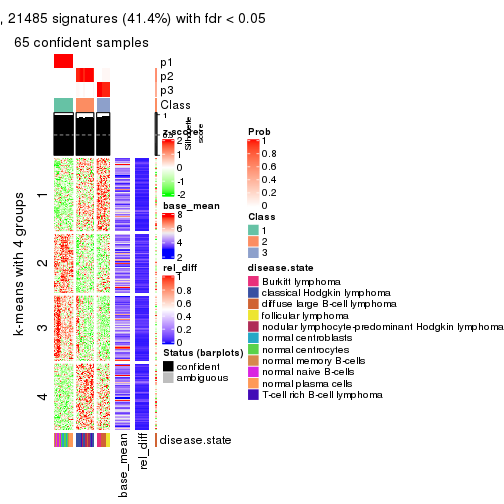 , 21485 signatures (41.4%) with fdr < 0.05
65 confident samples
p1
p2
p3
Class
1
Silhouette
score
z-scores
2
1
0
-1
-2
base_mean
8
6
4
2
rel_diff
1
0.8
0.6
0.4
0.2
0
Status (barplots)
confident
ambiguous
Prob
1
0.8
0.6
0.4
0.2
0
Class
1
2
3
disease.state
Burkitt lymphoma
classical Hodgkin lymphoma
diffuse large B-cell lymphoma
follicular lymphoma
nodular lymphocyte-predominant Hodgkin lymphoma
normal centroblasts
normal centrocytes
normal memory B-cells
normal naive B-cells
normal plasma cells
T-cell rich B-cell lymphoma
k-means with 4 groups
1
2
3
4
disease.state
base_mean
rel_diff